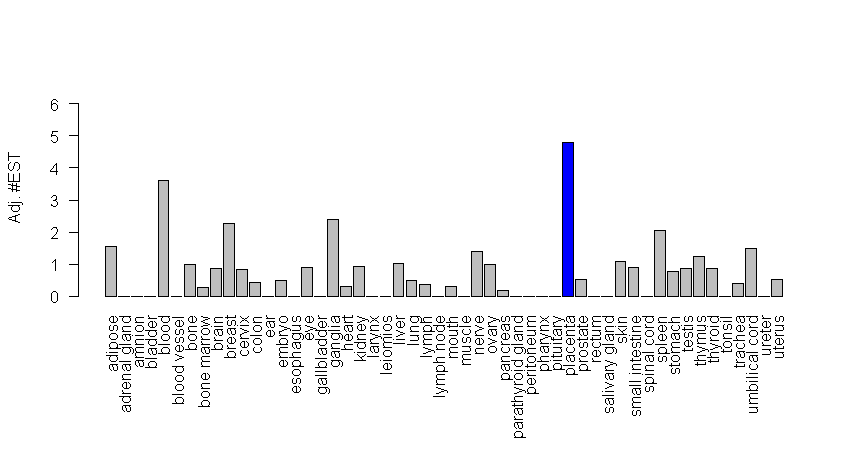 Adj. #EST
6
5
4
3
2
1
0
adipose
adrenal gland
amnion
bladder
blood
blood vessel
bone
bone marrow
brain
breast
cervix
colon
ear
embryo
esophagus
eye
gallbladder
ganglia
heart
kidney
larynx
leiomios
liver
lung
lymph
lymph node
mouth
muscle
nerve
ovary
pancreas
parathyroid gland
peritoneum
pharynx
pituitary
placenta
prostate
rectum
salivary gland
skin
small intestine
spinal cord
spleen
stomach
testis
thymus
thyroid
tonsil
trachea
umbilical cord
ureter
uterus